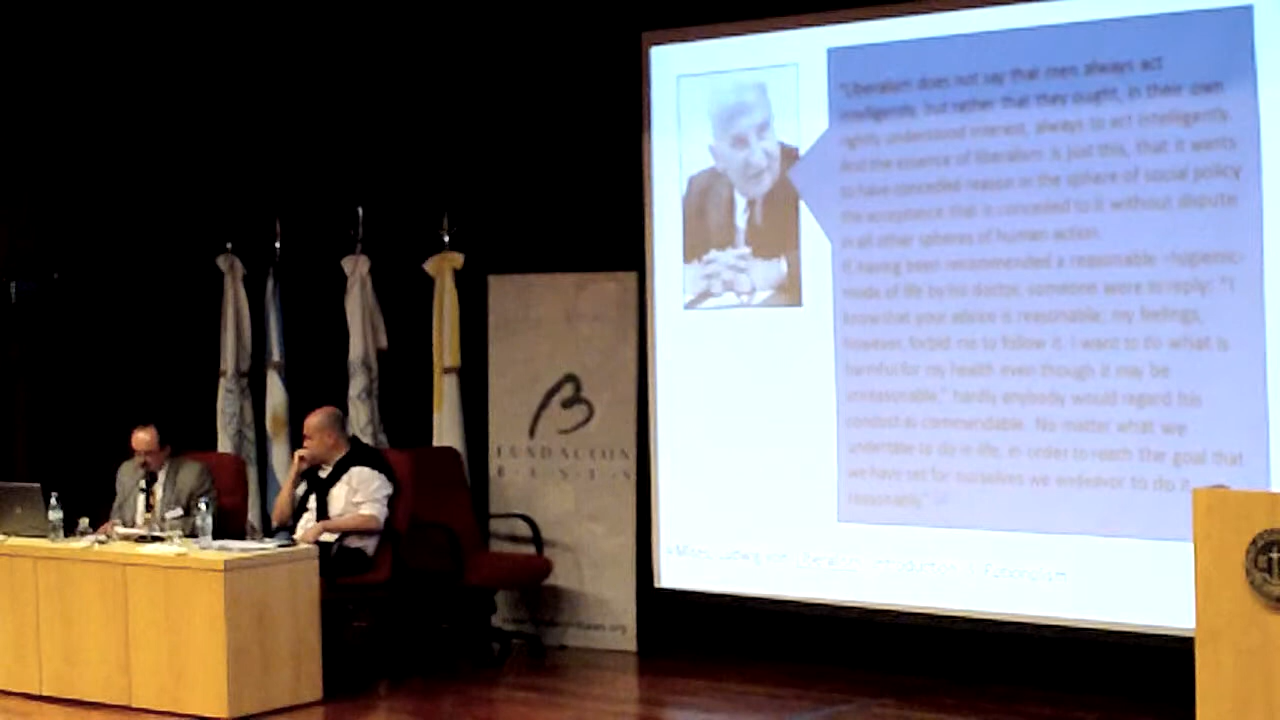 "Liberalism does not say that men always act
intelligently, but rather that they ought, in their own
rightly understood interest, always to act intelligently.
And the essence of liberalism is just this, that it wants
to have conceded reason in the sphere of social policy
the acceptance that is conceded to it without dispute
in all other spheres of human action.
If, having been recommended a reasonable –hygienic-
mode of life by his doctor, someone were to reply: "I
know that your advice is reasonable; my feelings,
however, forbid me to follow it. I want to do what is
harmful for my health even though it may be
unreasonable," hardly anybody would regard his
conduct as commendable. No matter what we
undertake to do in life, in order to reach the goal that
we have set for ourselves we endeavor to do it
reasonably."
Mises, Ludwig von, Liberalism, Introduction
FUNDACION
B A S E S